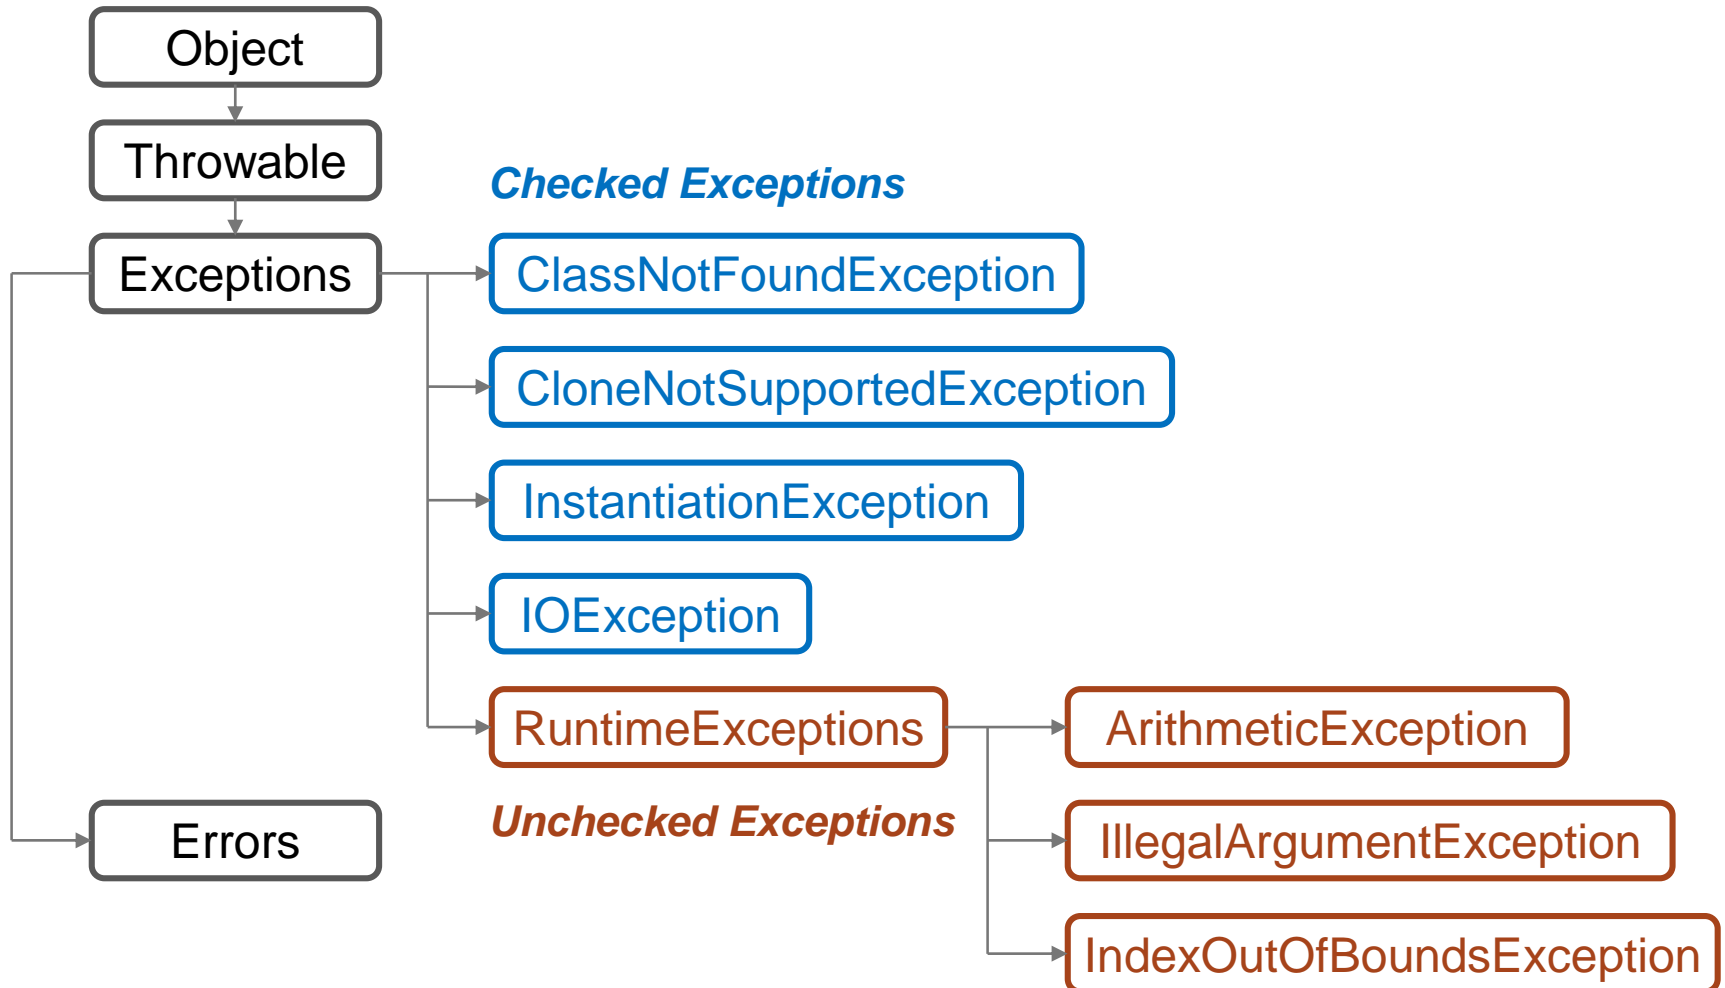 Object
Throwable
Checked Exceptions
Exceptions
ClassNotFoundException
CloneNotSupportedException
InstantiationException
IOException
RuntimeExceptions
ArithmeticException
Unchecked Exceptions
Errors
IllegalArgumentException
IndexOutOfBoundsException